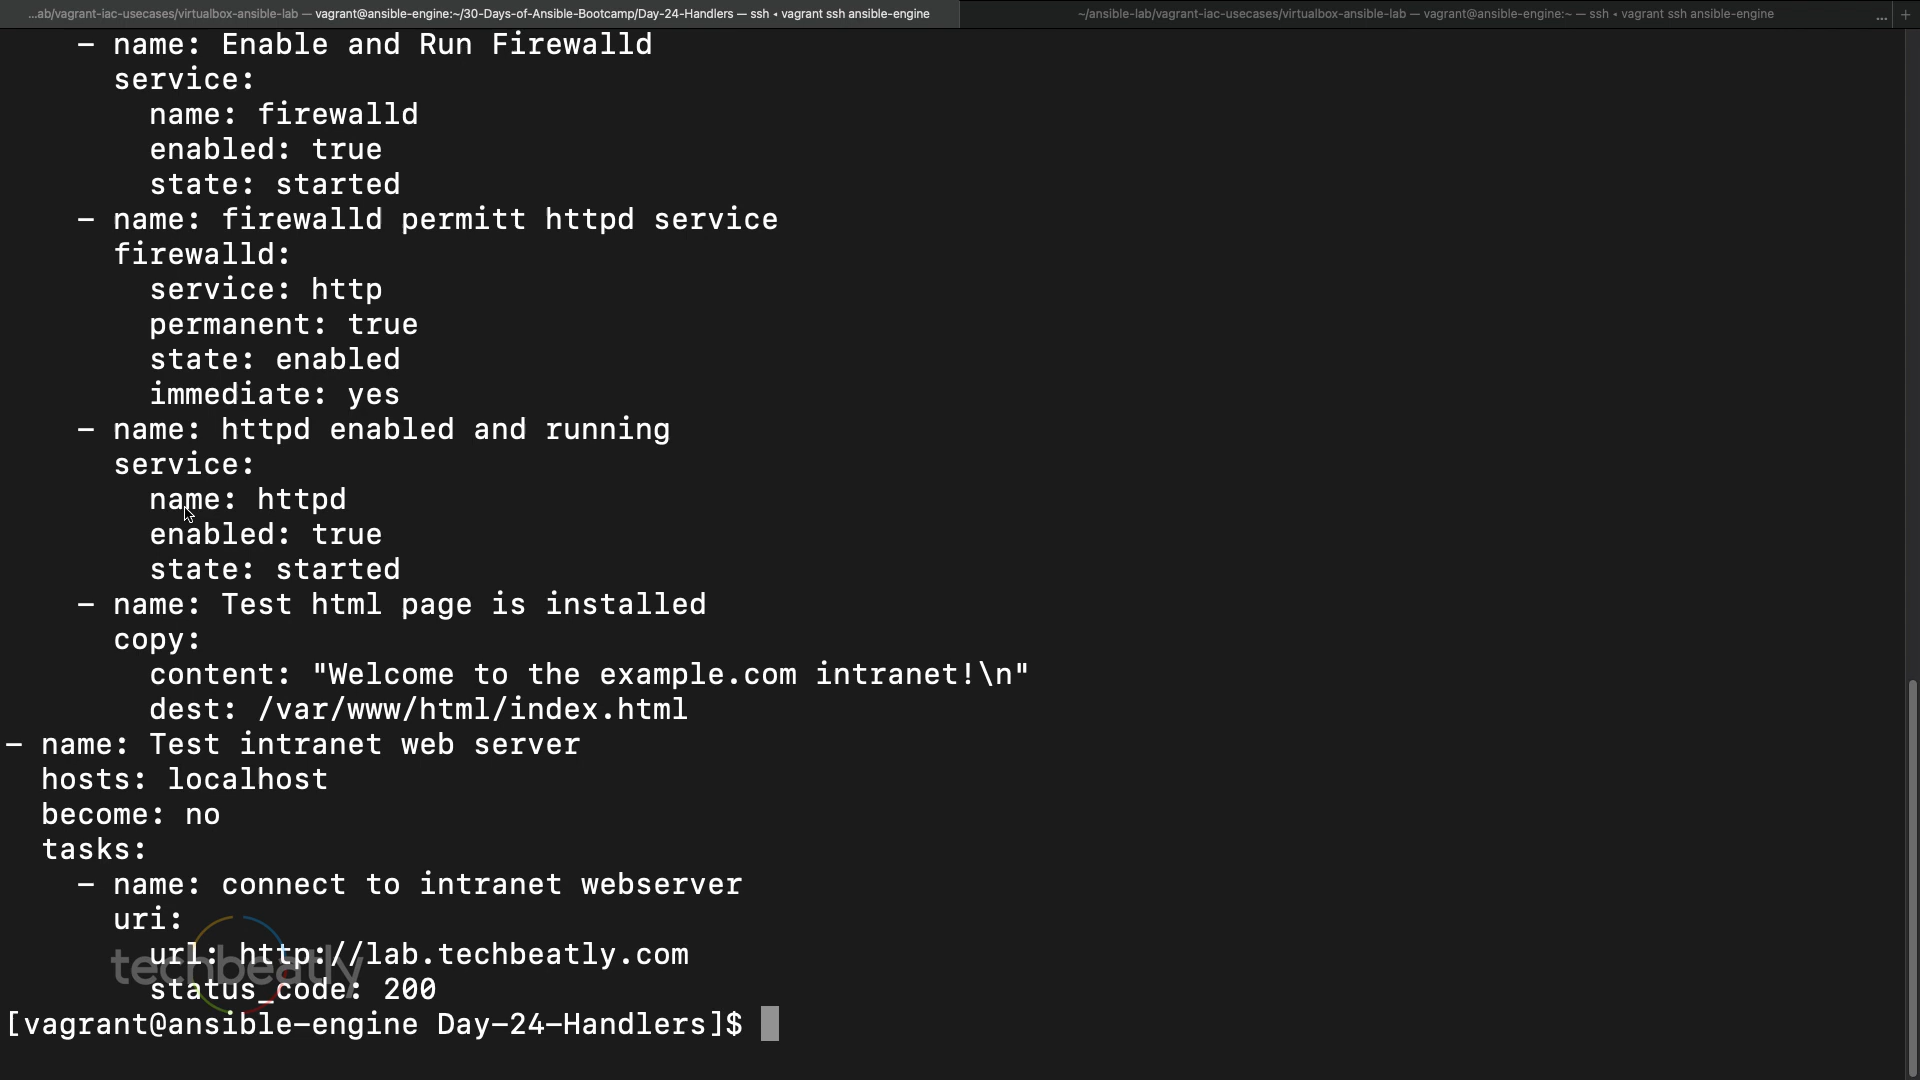 ...ab/vagrant-iac-usecases/virtualbox-ansible-lab — vagrant@ansible-engine:~/30-Days-of-Ansible-Bootcamp/Day-24-Handlers — ssh ◂ vagrant ssh ansible-engine
~/ansible-lab/vagrant-iac-usecases/virtualbox-ansible-lab — vagrant@ansible-engine:~ — ssh ◂ vagrant ssh ansible-engine
... +
    - name: Enable and Run Firewalld
      service:
        name: firewalld
        enabled: true
        state: started
    - name: firewalld permitt httpd service
      firewalld:
        service: http
        permanent: true
        state: enabled
        immediate: yes
    - name: httpd enabled and running
      service:
        name: httpd
        enabled: true
        state: started
    - name: Test html page is installed
      copy:
        content: "Welcome to the example.com intranet!\n"
        dest: /var/www/html/index.html
- name: Test intranet web server
  hosts: localhost
  become: no
  tasks:
    - name: connect to intranet webserver
      uri:
        url: http://lab.techbeatly.com
techbeatly
        status_code: 200
[vagrant@ansible-engine Day-24-Handlers]$